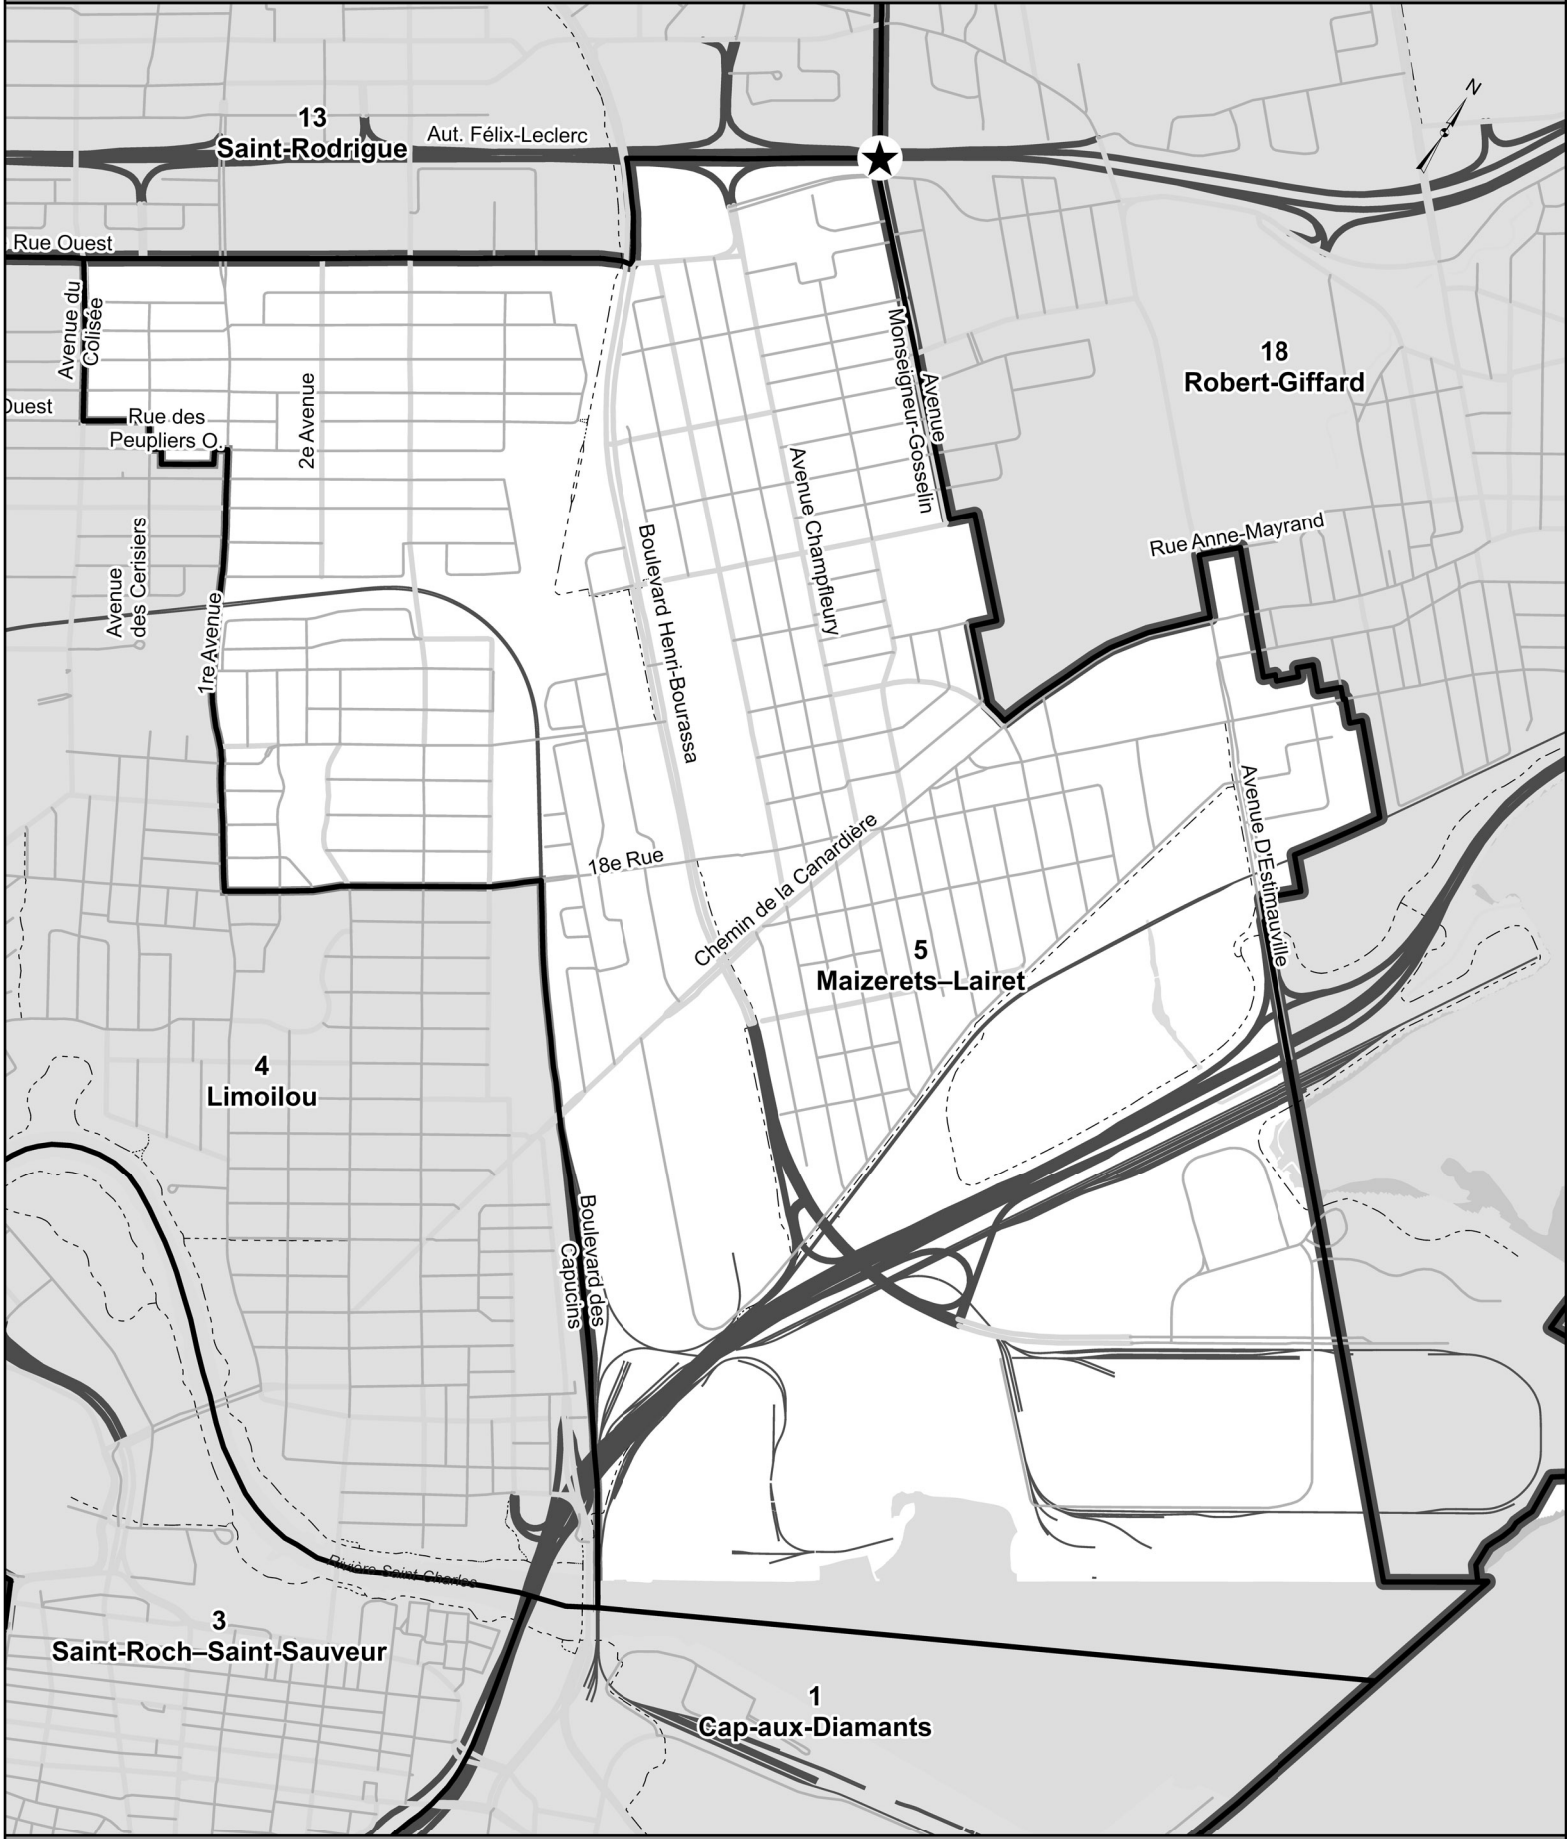 N
13
Saint-Rodrigue
Aut. Félix-Leclerc
Rue Ouest
Avenue du
Colisée
18
Robert-Giffard
Avenue
Monseigneur-Gosselin
2e Avenue
Ouest
Rue des
Peupliers O.
Avenue Champfleury
Rue Anne-Mayrand
Avenue
des Cerisiers
Boulevard Henri-Bourassa
1re Avenue
18e Rue
Chemin de la Canardière
Avenue D'Estimauville
5
Maizerets–Lairet
4
Limoilou
Boulevard des
Capucins
Rivière Saint-Charles
3
Saint-Roch–Saint-Sauveur
1
Cap-aux-Diamants